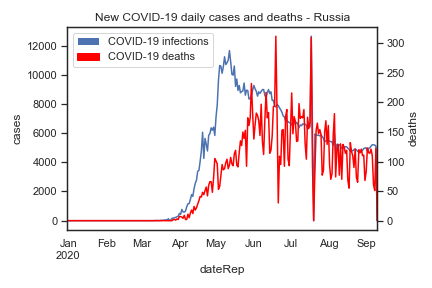 New COVID-19 daily cases and deaths - Russia
COVID-19 infections
COVID-19 deaths
12000
10000
8000
6000
4000
2000
0
cases
300
250
200
150
100
50
0
deaths
Jan Feb Mar Apr May Jun Jul Aug Sep
2020
dateRep